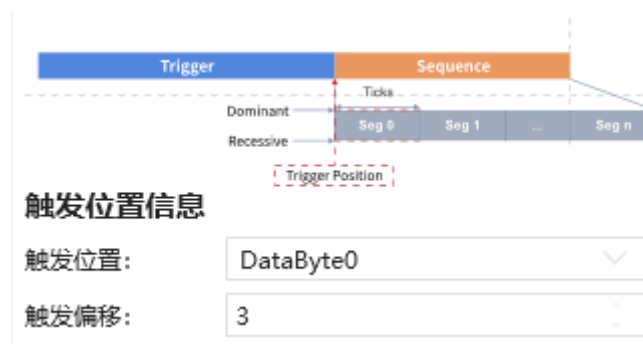 Trigger Sequence
Ticks
Dominant
Seg 0 Seg 1 ... Seg n
Recessive
Trigger Position
触发位置信息
触发位置: DataByte0
触发偏移: 3